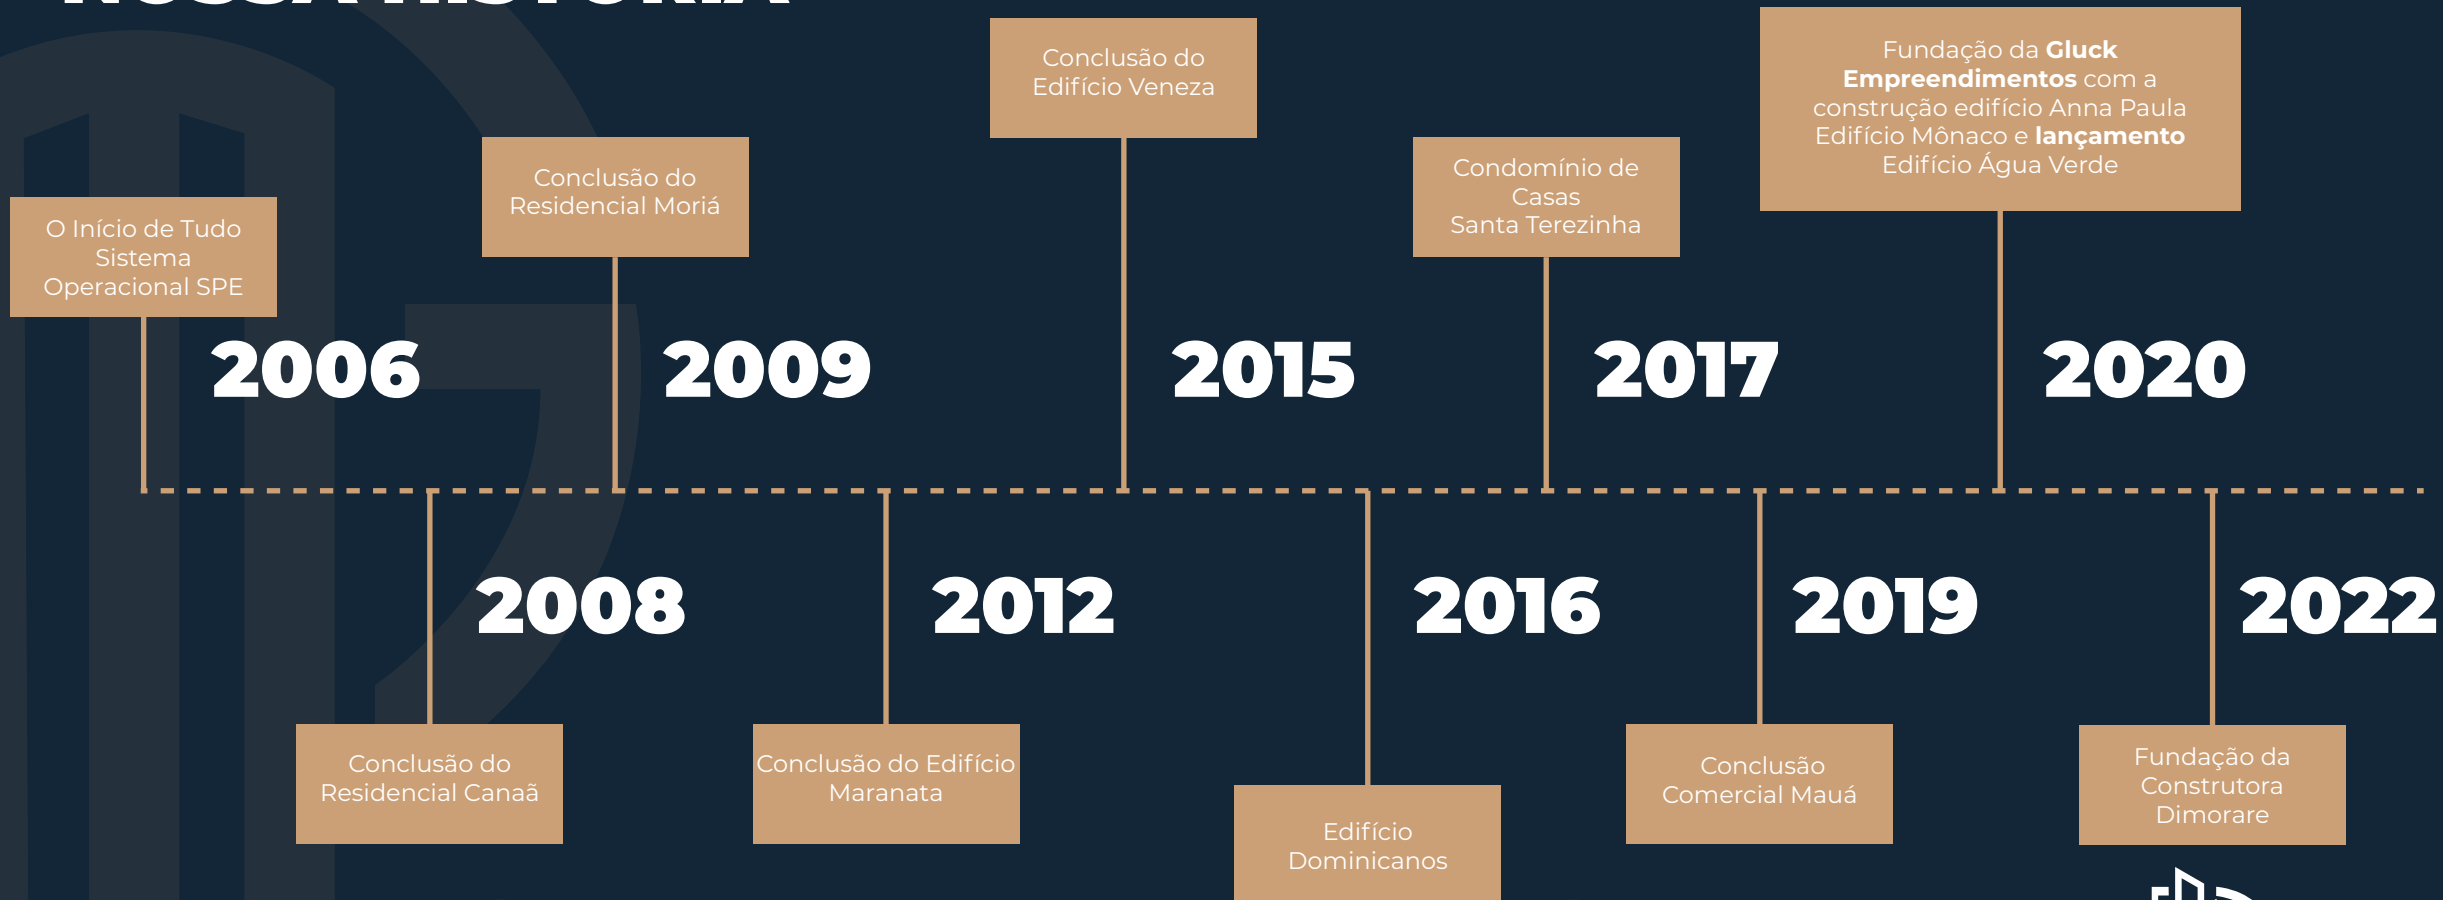 NOSSA HISTÓRIA
Conclusão do
Edifício Veneza
Fundação da Gluck
Empreendimentos com a
construção edifício Anna Paula
Edifício Mônaco e lançamento
Edifício Água Verde
Conclusão do
Residencial Moriá
Condomínio de
Casas
Santa Terezinha
O Início de Tudo
Sistema
Operacional SPE
2006
2009
2015
2017
2020
2008
2012
2016
2019
2022
Conclusão do
Residencial Canaã
Conclusão do Edifício
Maranata
Edifício
Dominicanos
Conclusão
Comercial Mauá
Fundação da
Construtora
Dimorare